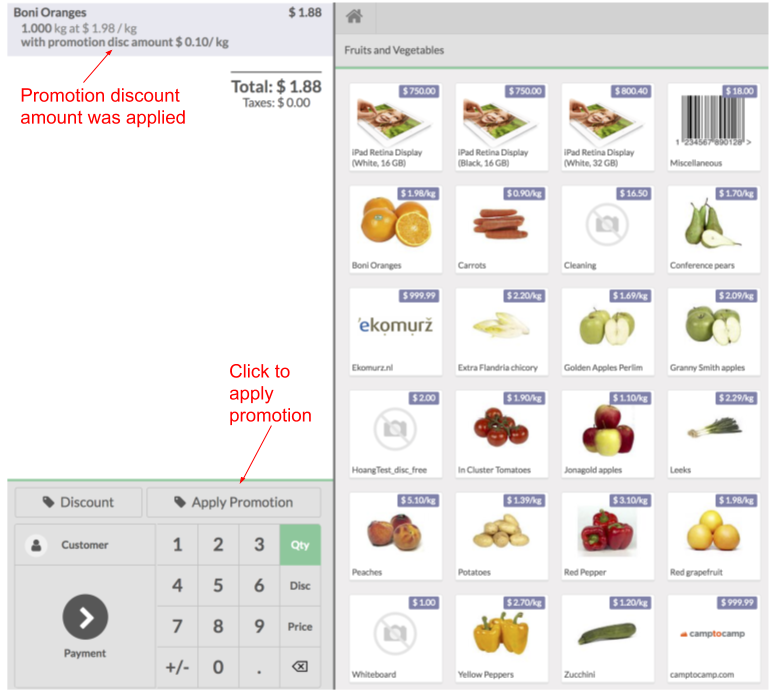 Boni Oranges $ 1.88
1.000 kg at $ 1.98 / kg
with promotion disc amount $ 0.10/ kg
Total: $ 1.88
Taxes: $ 0.00
Promotion discount
amount was applied
Click to
apply
promotion
Discount
Apply Promotion
Customer
1 2 3 Qty
4 5 6 Disc
7 8 9 Price
+/- 0 .
Payment
Fruits and Vegetables
$ 750.00
iPad Retina Display
(White, 16 GB)
$ 750.00
iPad Retina Display
(Black, 16 GB)
$ 800.40
iPad Retina Display
(White, 32 GB)
$ 18.00
1 234567 890128 >
Miscellaneous
$ 1.98/kg
Boni Oranges
$ 0.90/kg
Carrots
$ 16.50
Cleaning
$ 1.70/kg
Conference pears
$ 999.99
ekomurz
Ekomurz.nl
$ 2.20/kg
Extra Flandria chicory
$ 1.69/kg
Golden Apples Perlim
$ 2.09/kg
Granny Smith apples
$ 2.00
HoangTest_disc_free
$ 1.90/kg
In Cluster Tomatoes
$ 1.10/kg
Jonagold apples
$ 2.29/kg
Leeks
$ 5.10/kg
Peaches
$ 1.39/kg
Potatoes
$ 3.10/kg
Red Pepper
$ 1.98/kg
Red grapefruit
$ 1.00
Whiteboard
$ 2.70/kg
Yellow Peppers
$ 1.20/kg
Zucchini
$ 999.99
camptocamp
camptocamp.com